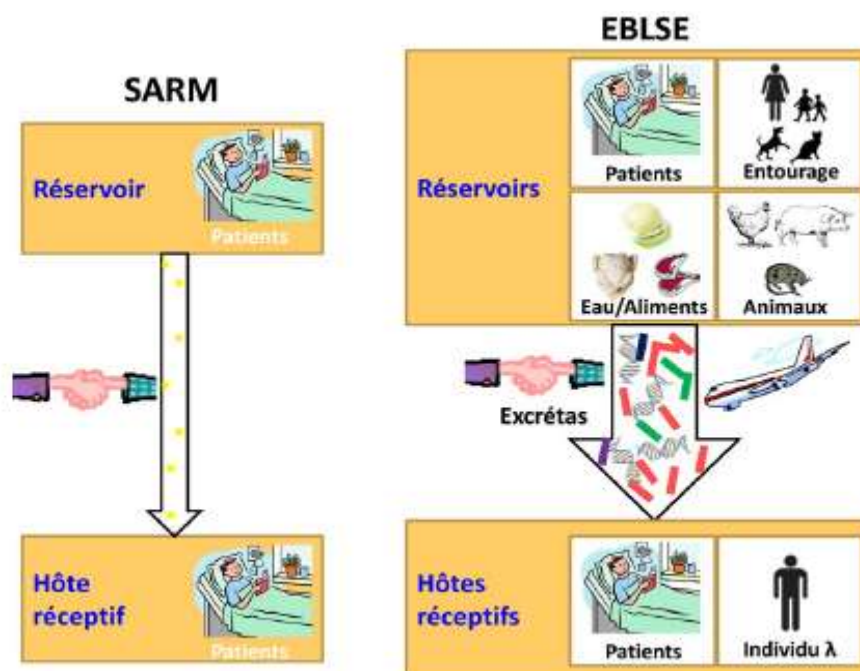 SARM
Réservoir
Patients
Hôte
réceptif
Patients
EBLSE
Réservoirs
Patients
Entourage
Eau/Aliments
Animaux
Excrétas
Hôtes
réceptifs
Patients
Individu λ